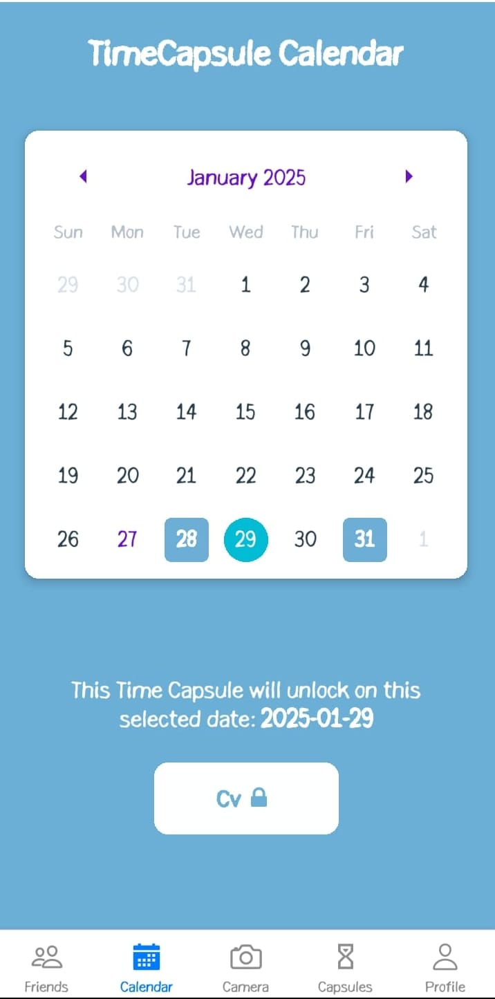 TimeCapsule Calendar
January 2025
Sun Mon Tue Wed Thu Fri Sat
29 30 31 1 2 3 4
5 6 7 8 9 10 11
12 13 14 15 16 17 18
19 20 21 22 23 24 25
26 27 28 29 30 31 1
This Time Capsule will unlock on this
selected date: 2025-01-29
Cv
Friends Calendar Camera Capsules Profile